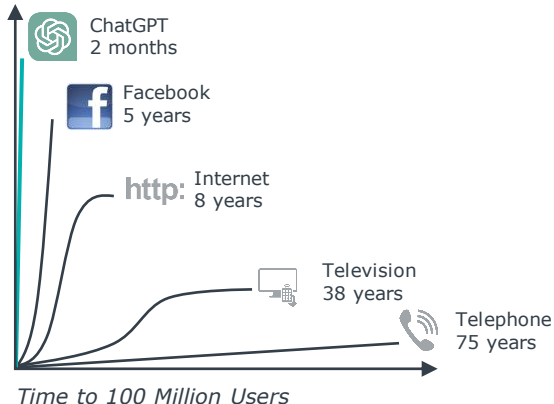 ChatGPT
2 months
Facebook
5 years
http:
Internet
8 years
Television
38 years
Telephone
75 years
Time to 100 Million Users